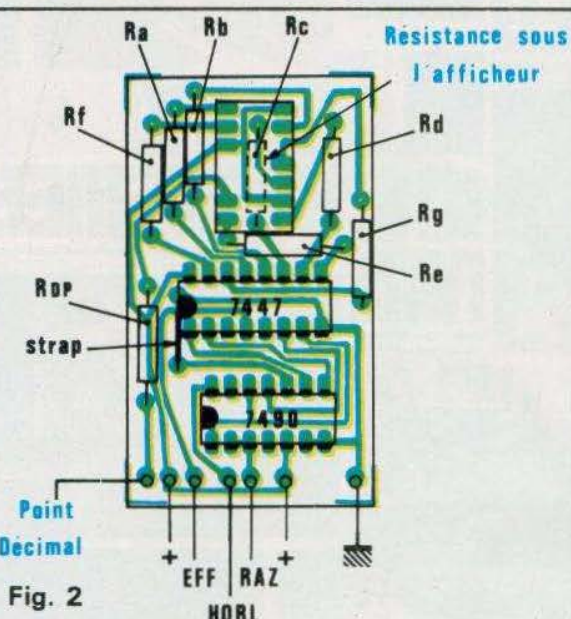 Ra
Rb
Rc
Résistance sous
l'afficheur
Rf
Rd
Rg
Re
RDP
7447
strap
7490
Point
Décimal
+
EFF
RAZ
+
HORL
Fig. 2